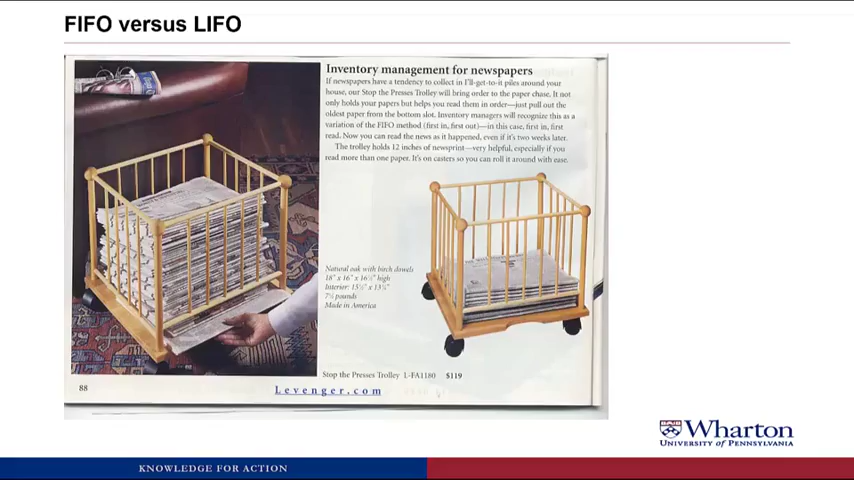 FIFO versus LIFO
Inventory management for newspapers
If newspapers have a tendency to collect in I'll-get-to-it piles around your
house, our Stop the Presses Trolley will bring order to the paper chase. It not
only holds your papers but helps you read them in order—just pull out the
oldest paper from the bottom slot. Inventory managers will recognize this as a
variation of the FIFO method (first in, first out)—in this case, first in, first
read. Now you can read the news as it happened, even if it's two weeks later.
The trolley holds 12 inches of newsprint—very helpful, especially if you
read more than one paper. It's on casters so you can roll it around with ease.
Natural oak with birch dowels
18" x 16" x 16½" high
Interior: 15½" x 13¼"
7½ pounds
Made in America
Stop the Presses Trolley L-FA1180 $119
88
Levenger.com
Wharton
UNIVERSITY of PENNSYLVANIA
KNOWLEDGE FOR ACTION